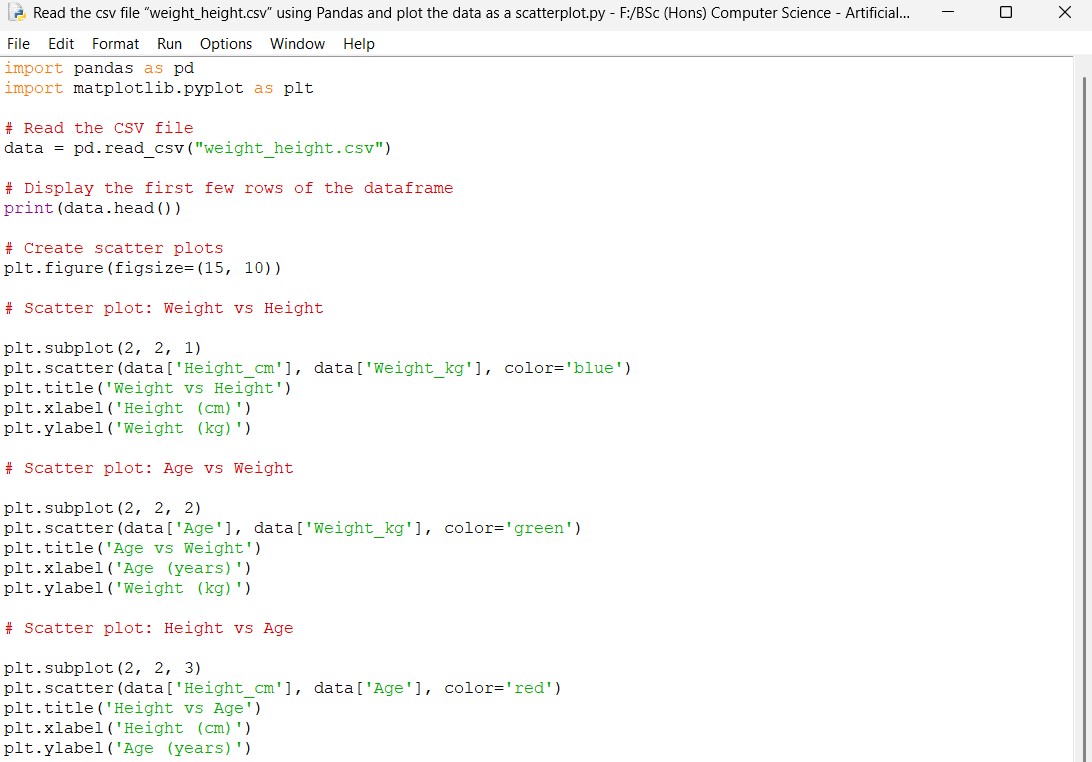 Read the csv file “weight_height.csv” using Pandas and plot the data as a scatterplot.py - F:/BSc (Hons) Computer Science - Artificial...
File Edit Format Run Options Window Help
import pandas as pd
import matplotlib.pyplot as plt
# Read the CSV file
data = pd.read_csv("weight_height.csv")
# Display the first few rows of the dataframe
print(data.head())
# Create scatter plots
plt.figure(figsize=(15, 10))
# Scatter plot: Weight vs Height
plt.subplot(2, 2, 1)
plt.scatter(data['Height_cm'], data['Weight_kg'], color='blue')
plt.title('Weight vs Height')
plt.xlabel('Height (cm)')
plt.ylabel('Weight (kg)')
# Scatter plot: Age vs Weight
plt.subplot(2, 2, 2)
plt.scatter(data['Age'], data['Weight_kg'], color='green')
plt.title('Age vs Weight')
plt.xlabel('Age (years)')
plt.ylabel('Weight (kg)')
# Scatter plot: Height vs Age
plt.subplot(2, 2, 3)
plt.scatter(data['Height_cm'], data['Age'], color='red')
plt.title('Height vs Age')
plt.xlabel('Height (cm)')
plt.ylabel('Age (years)')